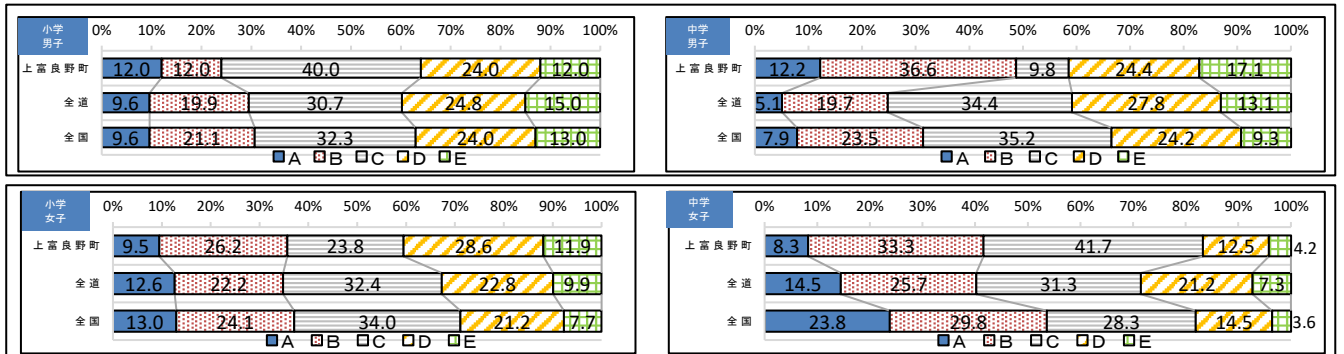 小学
男子
0% 10% 20% 30% 40% 50% 60% 70% 80% 90% 100%
上富良野町 12.0 12.0 40.0 24.0 12.0
全道 9.6 19.9 30.7 24.8 15.0
全国 9.6 21.1 32.3 24.0 13.0
A B C D E
中学
男子
0% 10% 20% 30% 40% 50% 60% 70% 80% 90% 100%
上富良野町 12.2 36.6 9.8 24.4 17.1
全道 5.1 19.7 34.4 27.8 13.1
全国 7.9 23.5 35.2 24.2 9.3
A B C D E
小学
女子
0% 10% 20% 30% 40% 50% 60% 70% 80% 90% 100%
上富良野町 9.5 26.2 23.8 28.6 11.9
全道 12.6 22.2 32.4 22.8 9.9
全国 13.0 24.1 34.0 21.2 7.7
A B C D E
中学
女子
0% 10% 20% 30% 40% 50% 60% 70% 80% 90% 100%
上富良野町 8.3 33.3 41.7 12.5 4.2
全道 14.5 25.7 31.3 21.2 7.3
全国 23.8 29.8 28.3 14.5 3.6
A B C D E